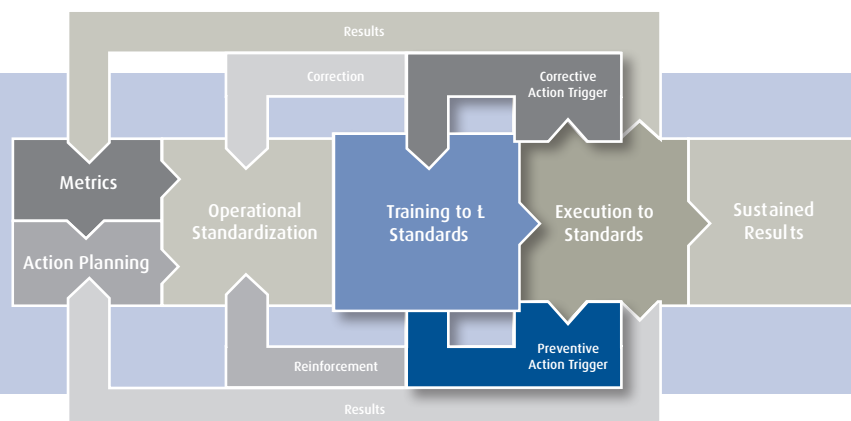 Results
Correction
Corrective
Action Trigger
Metrics
Operational
Standardization
Training to Ł
Standards
Execution to
Standards
Sustained
Results
Action Planning
Preventive
Action Trigger
Reinforcement
Results